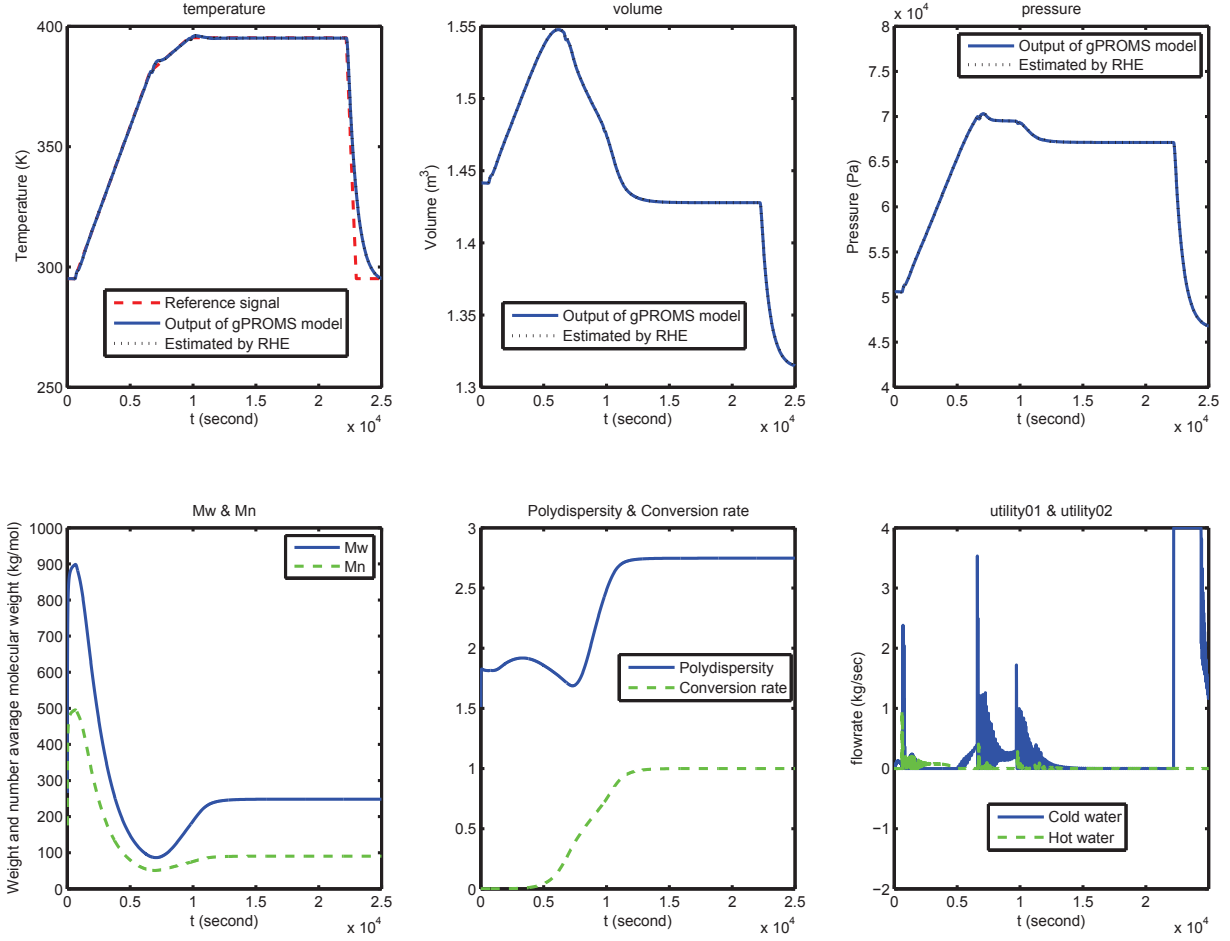 temperature
400
350
300
250
Temperature (K)
Reference signal
Output of gPROMS model
Estimated by RHE
0 0.5 1 1.5 2 2.5
t (second)
x 10^4
volume
1.55
1.5
1.45
1.4
1.35
1.3
Volume (m^3)
Output of gPROMS model
Estimated by RHE
0 0.5 1 1.5 2 2.5
t (second)
x 10^4
pressure
x 10^4
8
7.5
7
6.5
6
5.5
5
4.5
4
Pressure (Pa)
Output of gPROMS model
Estimated by RHE
0 0.5 1 1.5 2 2.5
t (second)
x 10^4
Mw & Mn
1000
900
800
700
600
500
400
300
200
100
0
Weight and number avarage molecular weight (kg/mol)
Mw
Mn
0 0.5 1 1.5 2 2.5
t (second)
x 10^4
Polydispersity & Conversion rate
3
2.5
2
1.5
1
0.5
0
Polydispersity
Conversion rate
0 0.5 1 1.5 2 2.5
t (second)
x 10^4
utility01 & utility02
4
3
2
1
0
−1
−2
flowrate (kg/sec)
Cold water
Hot water
0 0.5 1 1.5 2 2.5
t (second)
x 10^4